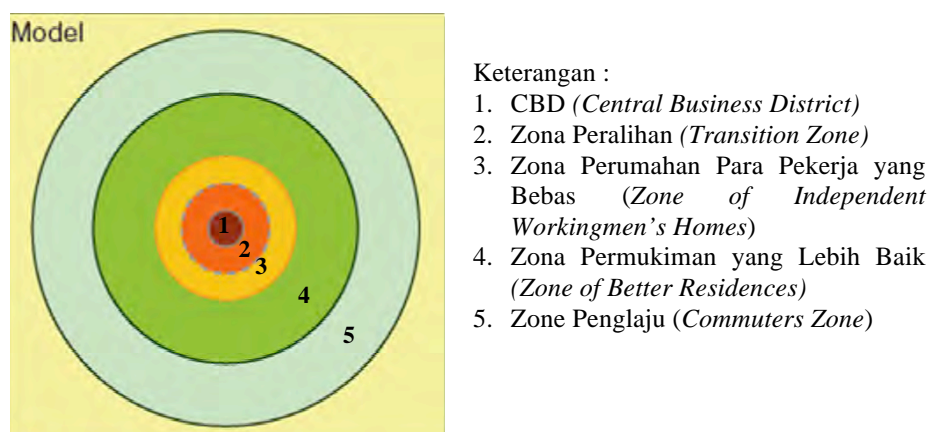 Model
1
2
3
4
5
Keterangan :
1. CBD (Central Business District)
2. Zona Peralihan (Transition Zone)
3. Zona Perumahan Para Pekerja yang
Bebas (Zone of Independent
Workingmen's Homes)
4. Zona Permukiman yang Lebih Baik
(Zone of Better Residences)
5. Zone Penglaju (Commuters Zone)